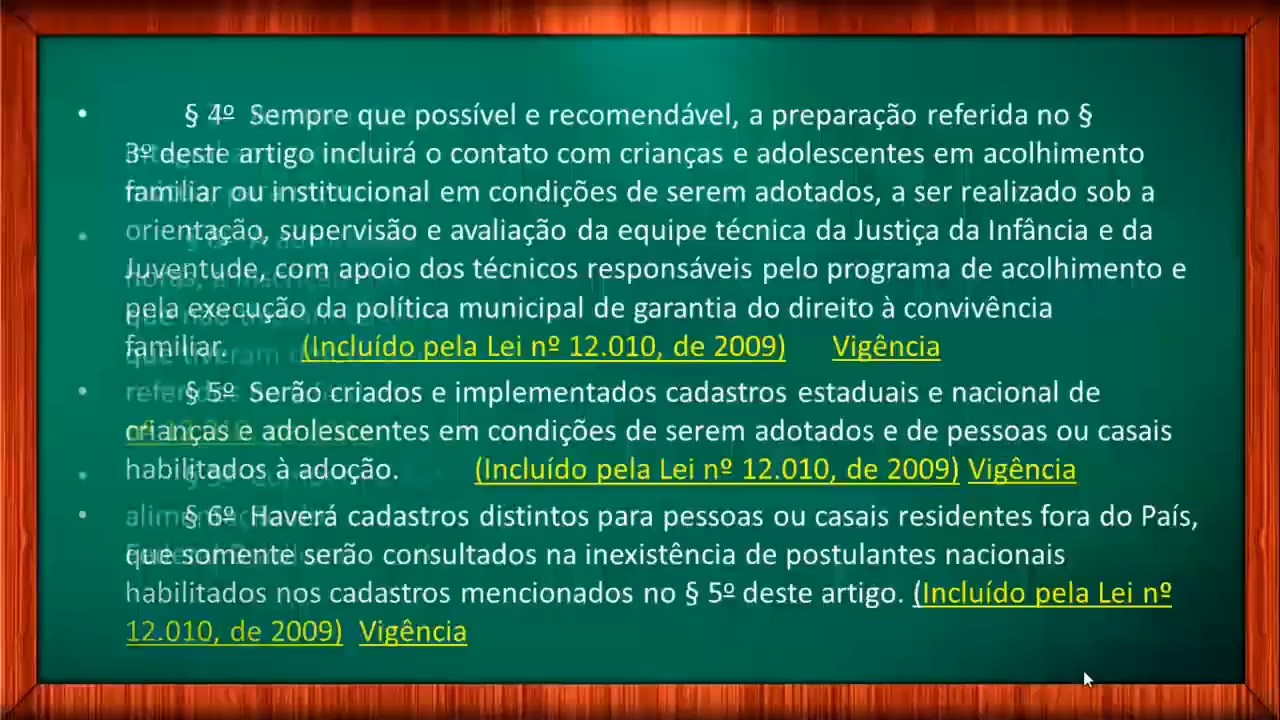 • § 4º Sempre que possível e recomendável, a preparação referida no §
3º deste artigo incluirá o contato com crianças e adolescentes em acolhimento
familiar ou institucional em condições de serem adotados, a ser realizado sob a
orientação, supervisão e avaliação da equipe técnica da Justiça da Infância e da
Juventude, com apoio dos técnicos responsáveis pelo programa de acolhimento e
pela execução da política municipal de garantia do direito à convivência
familiar. (Incluído pela Lei nº 12.010, de 2009) Vigência
• § 5º Serão criados e implementados cadastros estaduais e nacional de
crianças e adolescentes em condições de serem adotados e de pessoas ou casais
habilitados à adoção. (Incluído pela Lei nº 12.010, de 2009) Vigência
• § 6º Haverá cadastros distintos para pessoas ou casais residentes fora do País,
que somente serão consultados na inexistência de postulantes nacionais
habilitados nos cadastros mencionados no § 5º deste artigo. (Incluído pela Lei nº
12.010, de 2009) Vigência